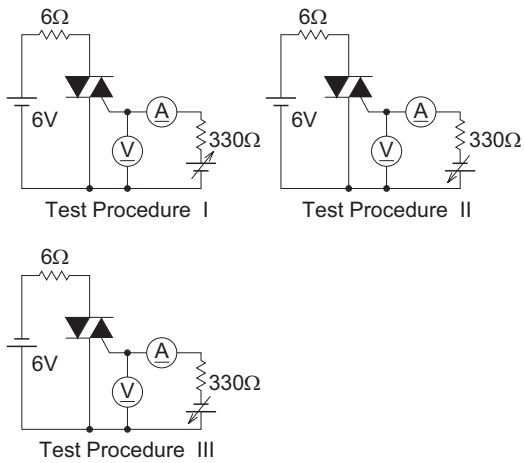 6Ω
6V
A
V
330Ω
Test Procedure I
6Ω
6V
A
V
330Ω
Test Procedure II
6Ω
6V
A
V
330Ω
Test Procedure III